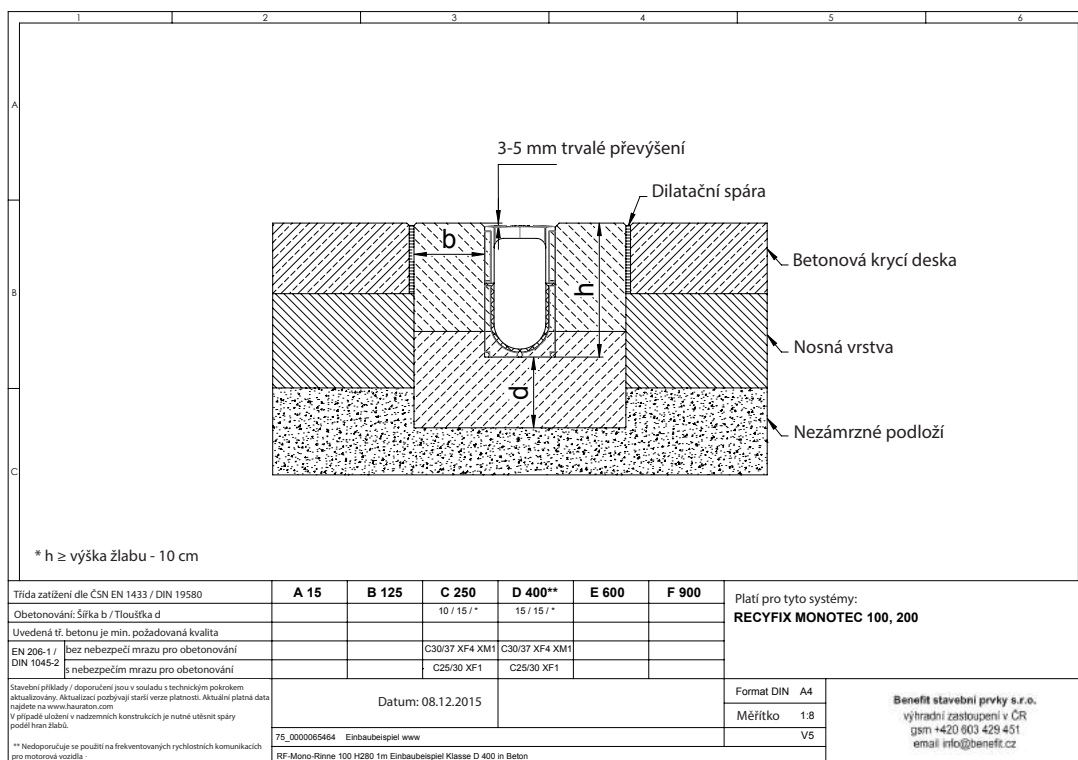 1 2 3 4 5 6
A
B
C
3-5 mm trvalé převýšení
Dilatační spára
b
h
d
Betonová krycí deska
Nosná vrstva
Nezámrzné podloží
* h ≥ výška žlabu - 10 cm
Třída zatížení dle ČSN EN 1433 / DIN 19580 A 15 B 125 C 250 D 400** E 600 F 900
Obetonování: Šířka b / Tloušťka d 10 / 15 / * 15 / 15 / *
Uvedená tř. betonu je min. požadovaná kvalita
EN 206-1 / DIN 1045-2
bez nebezpečí mrazu pro obetonování C30/37 XF4 XM1 C30/37 XF4 XM1
s nebezpečím mrazu pro obetonování C25/30 XF1 C25/30 XF1
Platí pro tyto systémy:
RECYFIX MONOTEC 100, 200
Stavební příklady / doporučení jsou v souladu s technickým pokrokem
aktualizovány. Aktualizací pozbývají starší verze platnosti. Aktuální platná data
najdete na www.hauraton.com
V případě uložení v nadzemních konstrukcích je nutné utěsnit spáry
podél hran žlabů.
** Nedoporučuje se použití na frekventovaných rychlostních komunikacích
pro motorová vozidla -
Datum: 08.12.2015
75_0000065464 Einbaubeispiel www
RF-Mono-Rinne 100 H280 1m Einbaubeispiel Klasse D 400 in Beton
Format DIN A4
Měřítko 1:8
V5
Benefit stavební prvky s.r.o.
výhradní zastoupení v ČR
gsm +420 603 429 451
email info@benefit.cz